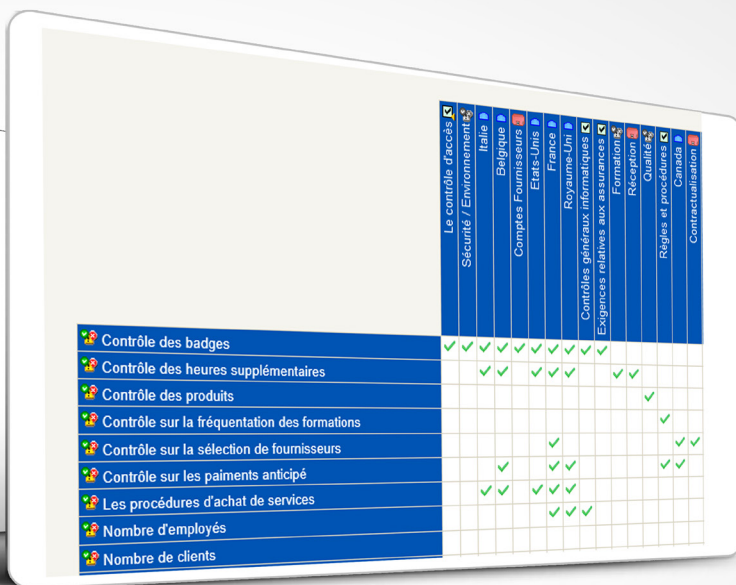 Le contrôle d'accès
Sécurité / Environnement
Italie
Belgique
Comptes Fournisseurs
Etats-Unis
France
Royaume-Uni
Contrôles généraux informatiques
Exigences relatives aux assurances
Formation
Réception
Qualité
Règles et procédures
Canada
Contractualisation
Contrôle des badges
Contrôle des heures supplémentaires
Contrôle des produits
Contrôle sur la fréquentation des formations
Contrôle sur la sélection de fournisseurs
Contrôle sur les paiments anticipé
Les procédures d'achat de services
Nombre d'employés
Nombre de clients